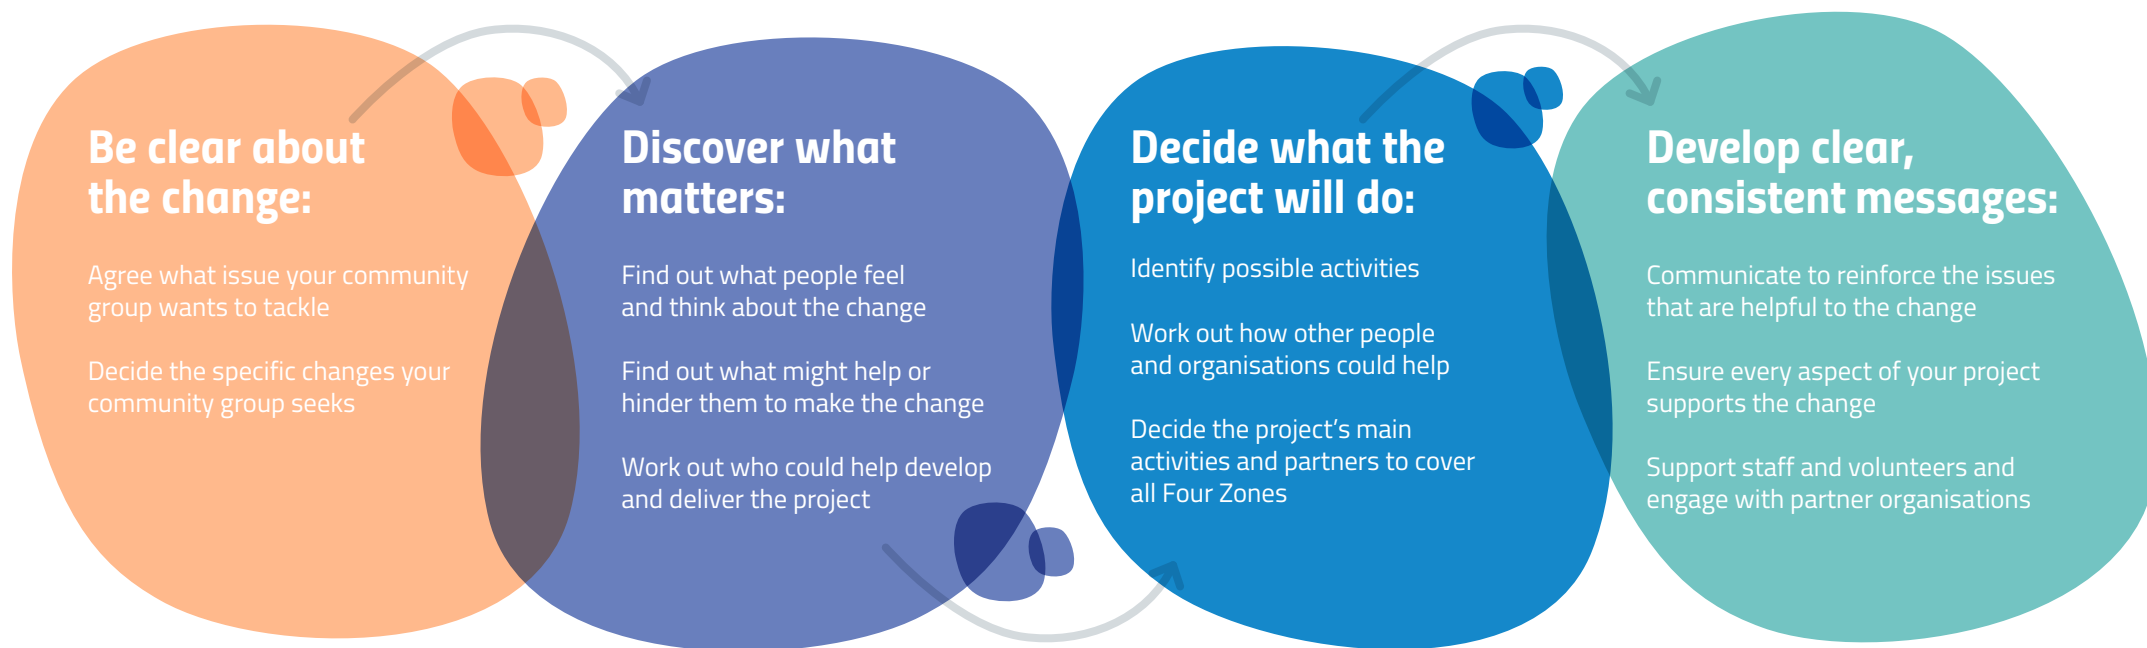 Be clear about
the change:
Agree what issue your community
group wants to tackle
Decide the specific changes your
community group seeks
Discover what
matters:
Find out what people feel
and think about the change
Find out what might help or
hinder them to make the change
Work out who could help develop
and deliver the project
Decide what the
project will do:
Identify possible activities
Work out how other people
and organisations could help
Decide the project's main
activities and partners to cover
all Four Zones
Develop clear,
consistent messages:
Communicate to reinforce the issues
that are helpful to the change
Ensure every aspect of your project
supports the change
Support staff and volunteers and
engage with partner organisations